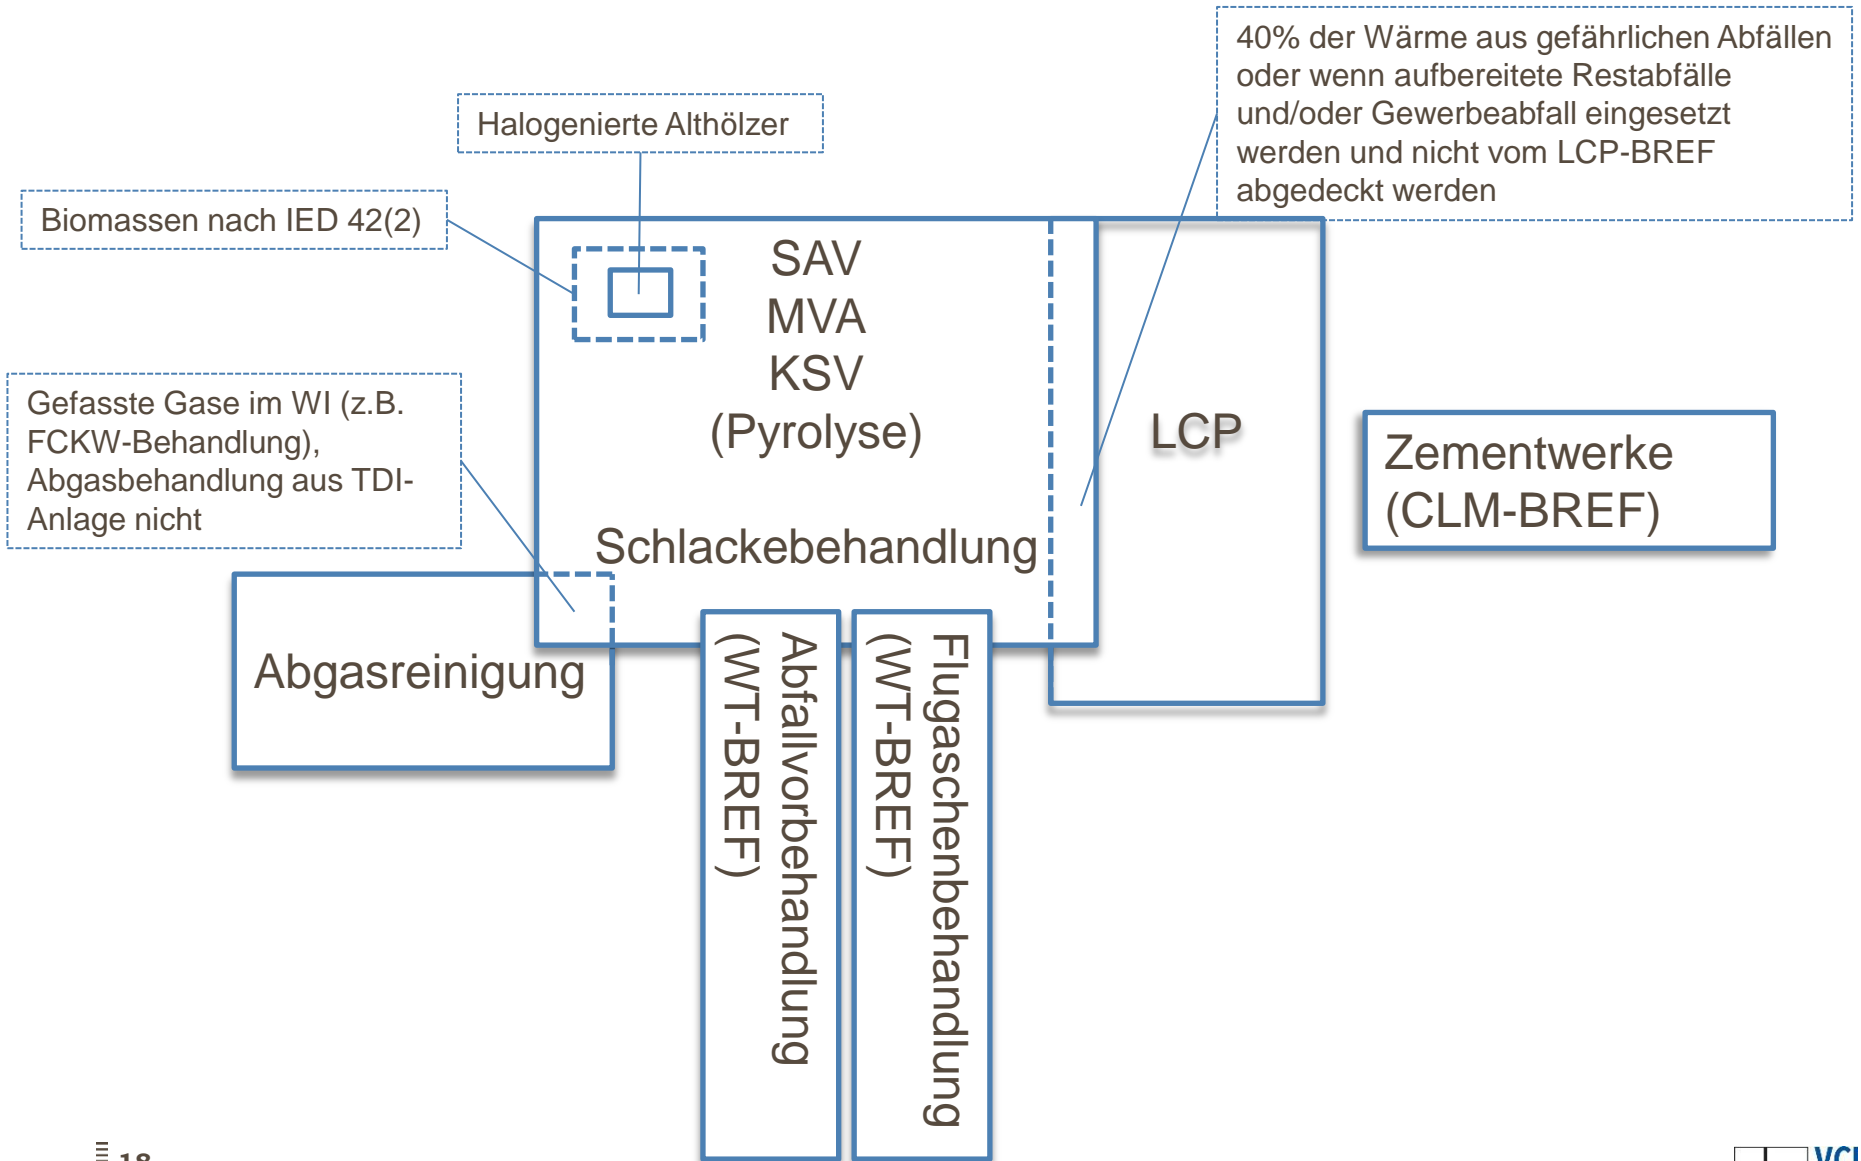 40% der Wärme aus gefährlichen Abfällen
oder wenn aufbereitete Restabfälle
und/oder Gewerbeabfall eingesetzt
werden und nicht vom LCP-BREF
abgedeckt werden
Halogenierte Althölzer
Biomassen nach IED 42(2)
SAV
MVA
KSV
(Pyrolyse)
Schlackebehandlung
LCP
Zementwerke
(CLM-BREF)
Gefasste Gase im WI (z.B.
FCKW-Behandlung),
Abgasbehandlung aus TDI-
Anlage nicht
Abgasreinigung
Abfallvorbehandlung
(WT-BREF)
Flugaschenbehandlung
(WT-BREF)
18